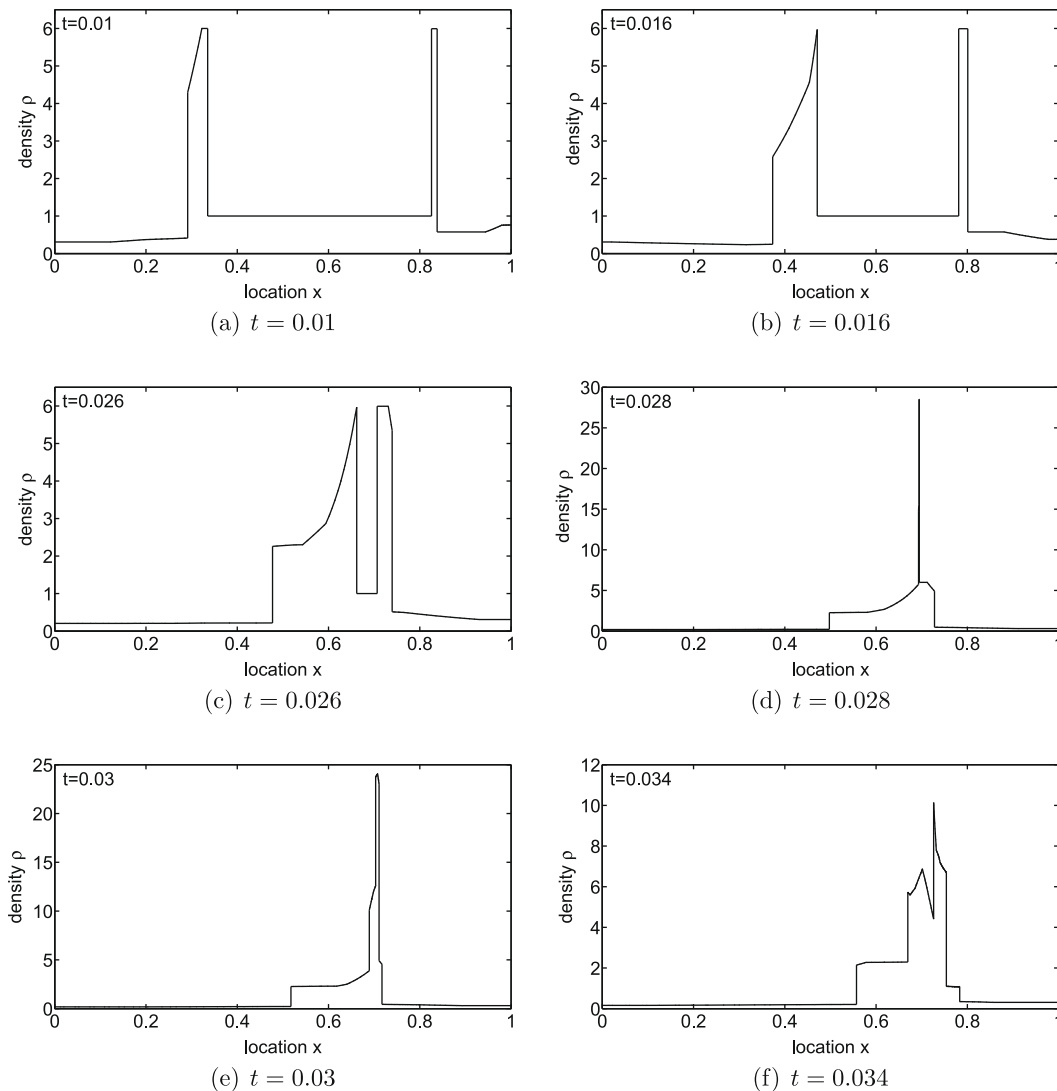 t=0.01
6
5
4
3
2
1
0
density ρ
0 0.2 0.4 0.6 0.8 1
location x
(a) t = 0.01
t=0.016
6
5
4
3
2
1
0
density ρ
0 0.2 0.4 0.6 0.8 1
location x
(b) t = 0.016
t=0.026
6
5
4
3
2
1
0
density ρ
0 0.2 0.4 0.6 0.8 1
location x
(c) t = 0.026
t=0.028
30
25
20
15
10
5
0
density ρ
0 0.2 0.4 0.6 0.8 1
location x
(d) t = 0.028
t=0.03
25
20
15
10
5
0
density ρ
0 0.2 0.4 0.6 0.8 1
location x
(e) t = 0.03
t=0.034
12
10
8
6
4
2
0
density ρ
0 0.2 0.4 0.6 0.8 1
location x
(f) t = 0.034